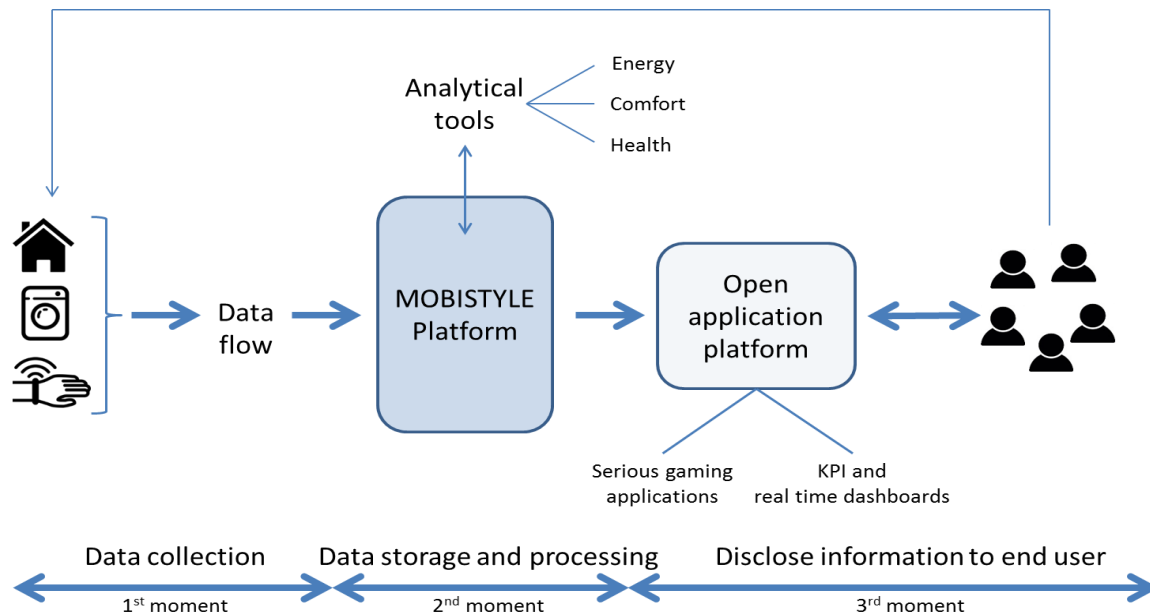 Analytical
tools
Energy
Comfort
Health
Data
flow
MOBISTYLE
Platform
Open
application
platform
Serious gaming
applications
KPI and
real time dashboards
Data collection
Data storage and processing
Disclose information to end user
1st moment
2nd moment
3rd moment